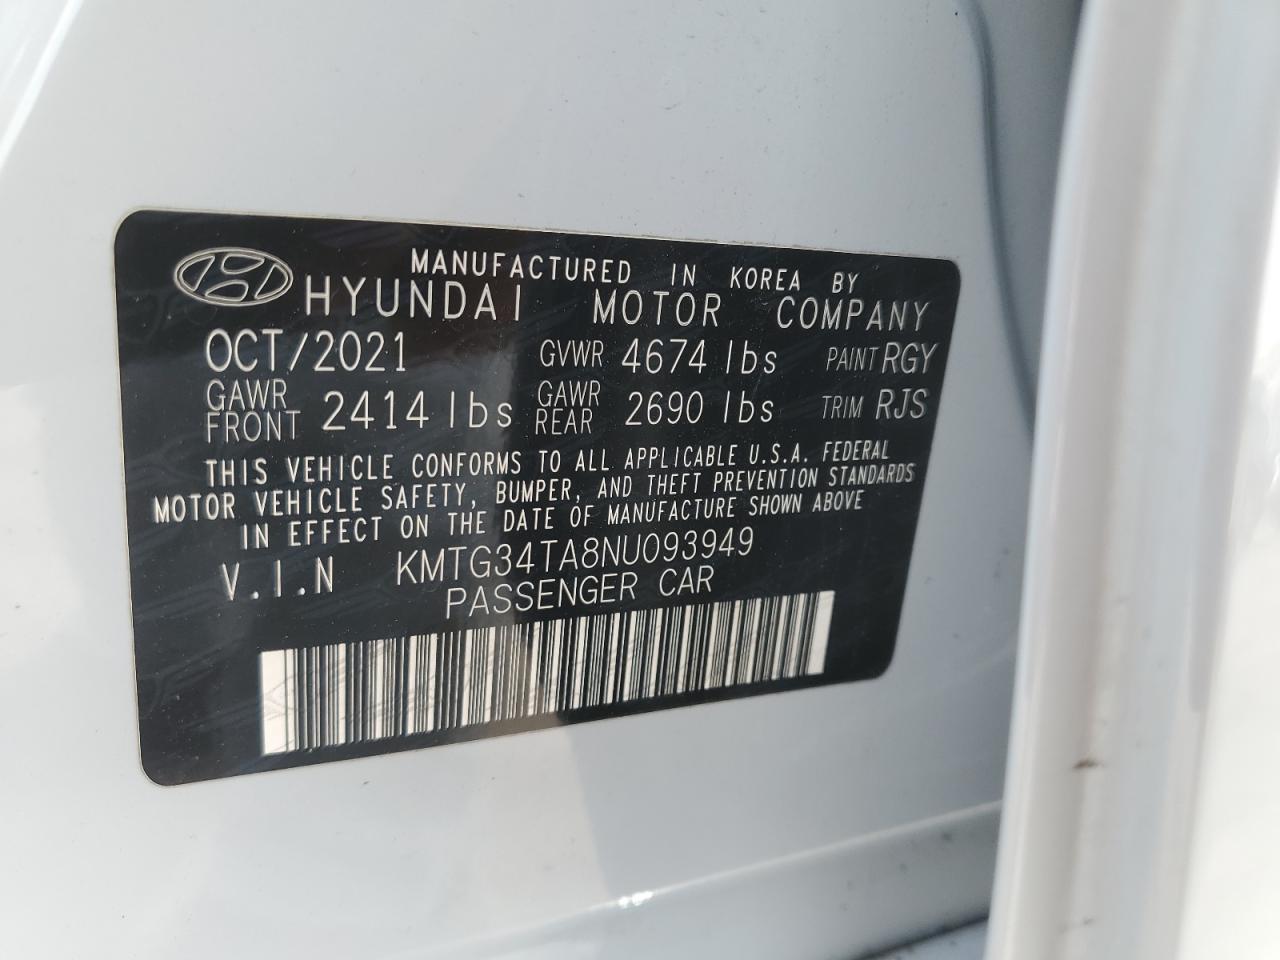 MANUFACTURED IN KOREA BY
HYUNDAI MOTOR COMPANY
OCT/2021 GVWR 4674 lbs PAINT RGY
GAWR FRONT 2414 lbs GAWR REAR 2690 lbs TRIM RJS
THIS VEHICLE CONFORMS TO ALL APPLICABLE U.S.A. FEDERAL
MOTOR VEHICLE SAFETY, BUMPER, AND THEFT PREVENTION STANDARDS
IN EFFECT ON THE DATE OF MANUFACTURE SHOWN ABOVE
V.I.N KMTG34TA8NU093949
PASSENGER CAR